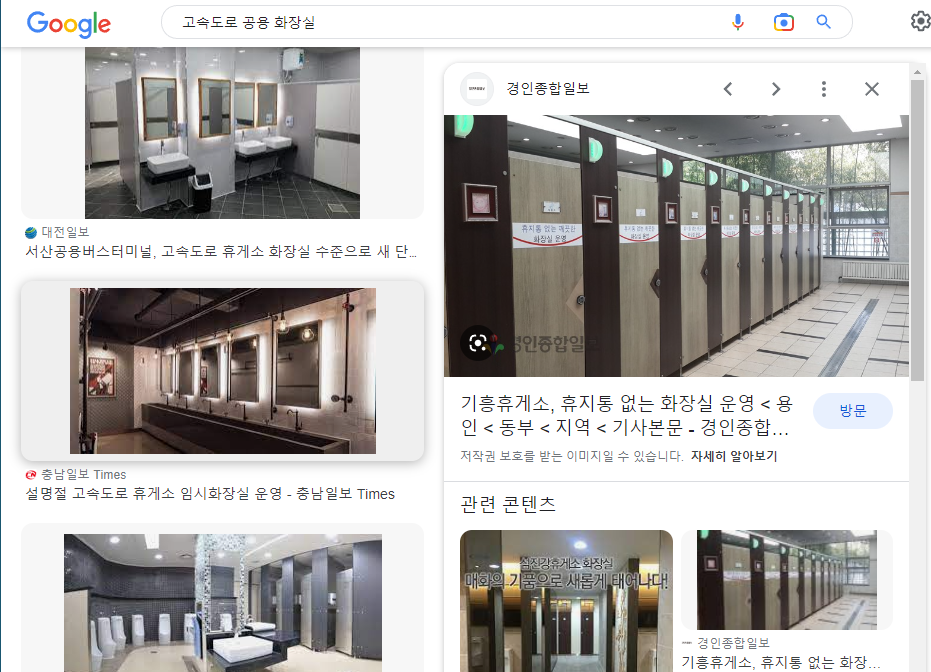 Google
고속도로 공용 화장실
대전일보
서산공용버스터미널, 고속도로 휴게소 화장실 수준으로 새 단...
충남일보 Times
설명절 고속도로 휴게소 임시화장실 운영 - 충남일보 Times
경인종합일보
휴지통 없는 깨끗한
화장실 운영
경인종합일보
기흥휴게소, 휴지통 없는 화장실 운영 < 용
인 < 동부 < 지역 < 기사본문 - 경인종합...
방문
저작권 보호를 받는 이미지일 수 있습니다. 자세히 알아보기
관련 콘텐츠
섬진강휴게소 화장실
매화의 기품으로 새롭게 태어나다!
경인종합일보
기흥휴게소, 휴지통 없는 화장...